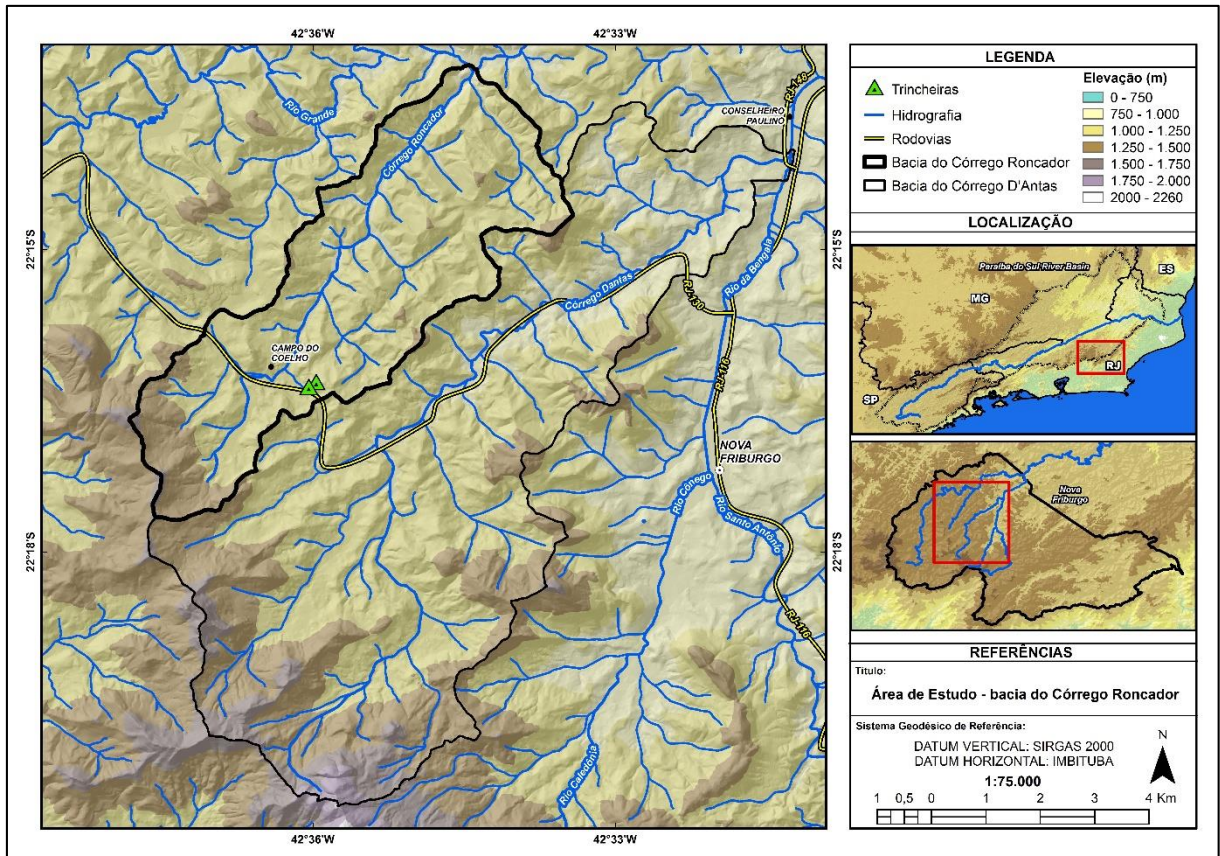 42°36'W
42°33'W
Rio Grande
Córrego Roncador
RJ-148
CONSELHEIRO
PAULINO
22°15'S
22°15'S
Rio da Bengala
Córrego Dantas
RJ-130
CAMPO DO
COELHO
RJ-116
NOVA
FRIBURGO
Rio Cônego
Rio Santo Antônio
22°18'S
22°18'S
RJ-116
Rio Caledônia
42°36'W
42°33'W
LEGENDA
Trincheiras
Hidrografia
Rodovias
Bacia do Córrego Roncador
Bacia do Córrego D'Antas
Elevação (m)
0 - 750
750 - 1.000
1.000 - 1.250
1.250 - 1.500
1.500 - 1.750
1.750 - 2.000
2000 - 2260
LOCALIZAÇÃO
Paraíba do Sul River Basin
ES
MG
RJ
SP
Nova
Friburgo
REFERÊNCIAS
Título:
Área de Estudo - bacia do Córrego Roncador
Sistema Geodésico de Referência:
DATUM VERTICAL: SIRGAS 2000
DATUM HORIZONTAL: IMBITUBA
1:75.000
N
1 0,5 0 1 2 3 4 Km